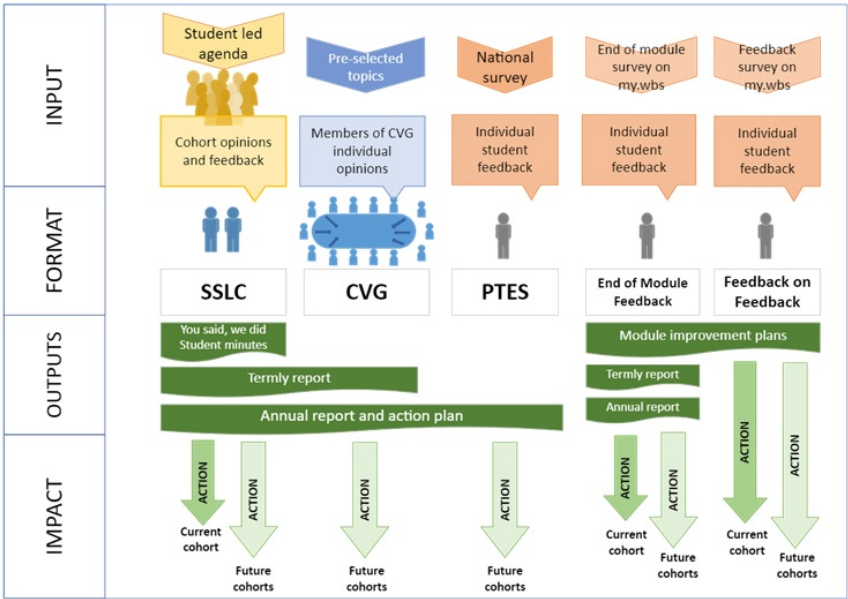 INPUT
Student led
agenda
Pre-selected
topics
National
survey
End of module
survey on
my.wbs
Feedback
survey on
my.wbs
Cohort opinions
and feedback
Members of CVG
individual
opinions
Individual
student
feedback
Individual
student
feedback
Individual
student
feedback
FORMAT
SSLC
CVG
PTES
End of Module
Feedback
Feedback on
Feedback
OUTPUTS
You said, we did
Student minutes
Module improvement plans
Termly report
Termly report
Annual report and action plan
Annual report
IMPACT
ACTION
Current
cohort
ACTION
Future
cohorts
ACTION
Future
cohorts
ACTION
Future
cohorts
ACTION
Current
cohort
ACTION
Future
cohorts
ACTION
Current
cohort
ACTION
Future
cohorts